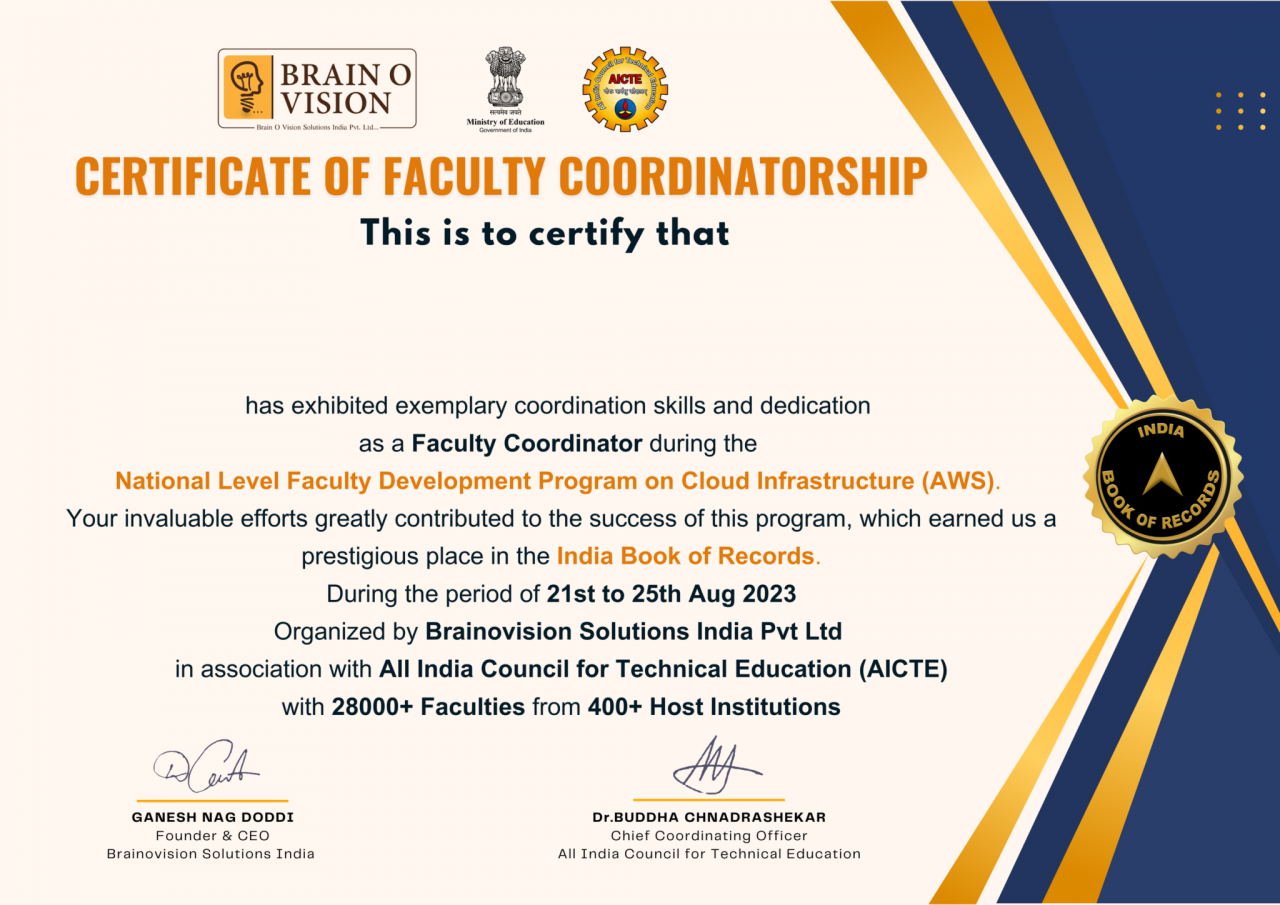 BRAIN O
VISION
Brain O Vision Solutions India Pvt. Ltd...
सत्यमेव जयते
Ministry of Education
Government of India
All India Council for Technical Education
AICTE
CERTIFICATE OF FACULTY COORDINATORSHIP
This is to certify that
has exhibited exemplary coordination skills and dedication
as a Faculty Coordinator during the
National Level Faculty Development Program on Cloud Infrastructure (AWS).
Your invaluable efforts greatly contributed to the success of this program, which earned us a
prestigious place in the India Book of Records.
During the period of 21st to 25th Aug 2023
Organized by Brainovision Solutions India Pvt Ltd
in association with All India Council for Technical Education (AICTE)
with 28000+ Faculties from 400+ Host Institutions
INDIA
BOOK OF RECORDS
GANESH NAG DODDI
Founder & CEO
Brainovision Solutions India
Dr.BUDDHA CHNADRASHEKAR
Chief Coordinating Officer
All India Council for Technical Education